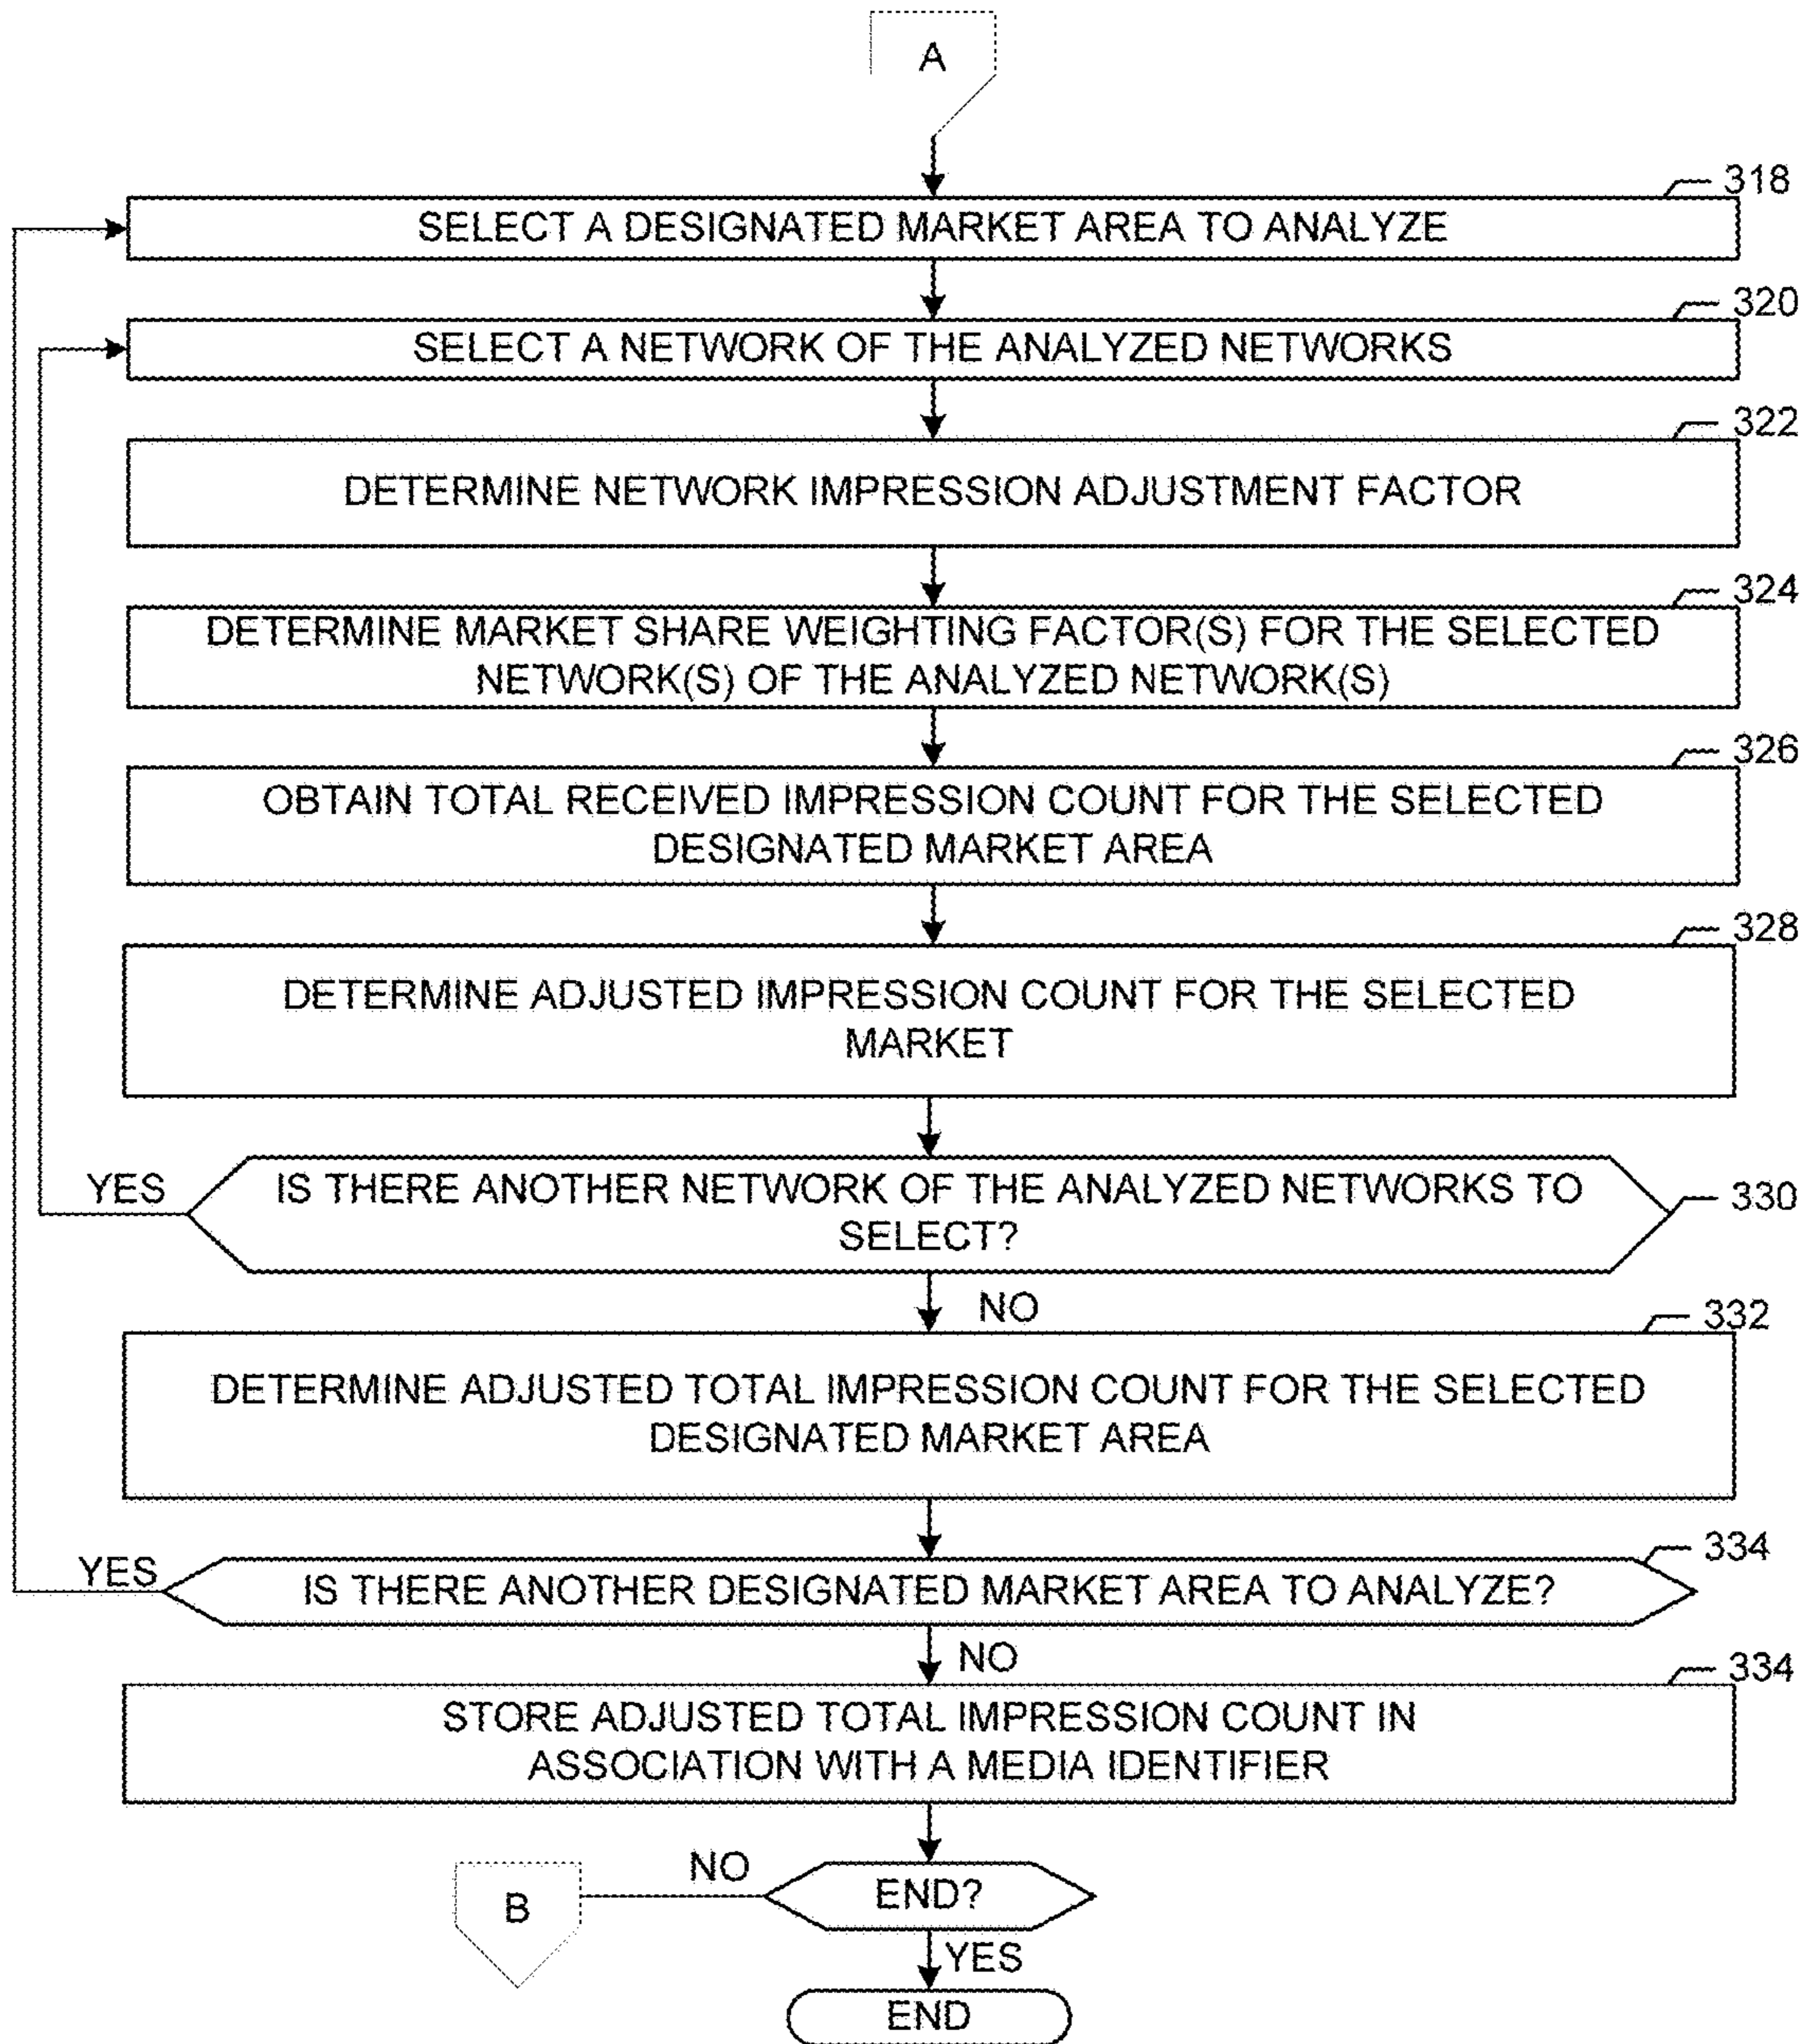 A
318
SELECT A DESIGNATED MARKET AREA TO ANALYZE
320
SELECT A NETWORK OF THE ANALYZED NETWORKS
322
DETERMINE NETWORK IMPRESSION ADJUSTMENT FACTOR
324
DETERMINE MARKET SHARE WEIGHTING FACTOR(S) FOR THE SELECTED
NETWORK(S) OF THE ANALYZED NETWORK(S)
326
OBTAIN TOTAL RECEIVED IMPRESSION COUNT FOR THE SELECTED
DESIGNATED MARKET AREA
328
DETERMINE ADJUSTED IMPRESSION COUNT FOR THE SELECTED
MARKET
YES
IS THERE ANOTHER NETWORK OF THE ANALYZED NETWORKS TO
SELECT?
330
NO
332
DETERMINE ADJUSTED TOTAL IMPRESSION COUNT FOR THE SELECTED
DESIGNATED MARKET AREA
334
YES
IS THERE ANOTHER DESIGNATED MARKET AREA TO ANALYZE?
NO
334
STORE ADJUSTED TOTAL IMPRESSION COUNT IN
ASSOCIATION WITH A MEDIA IDENTIFIER
NO
END?
B
YES
END